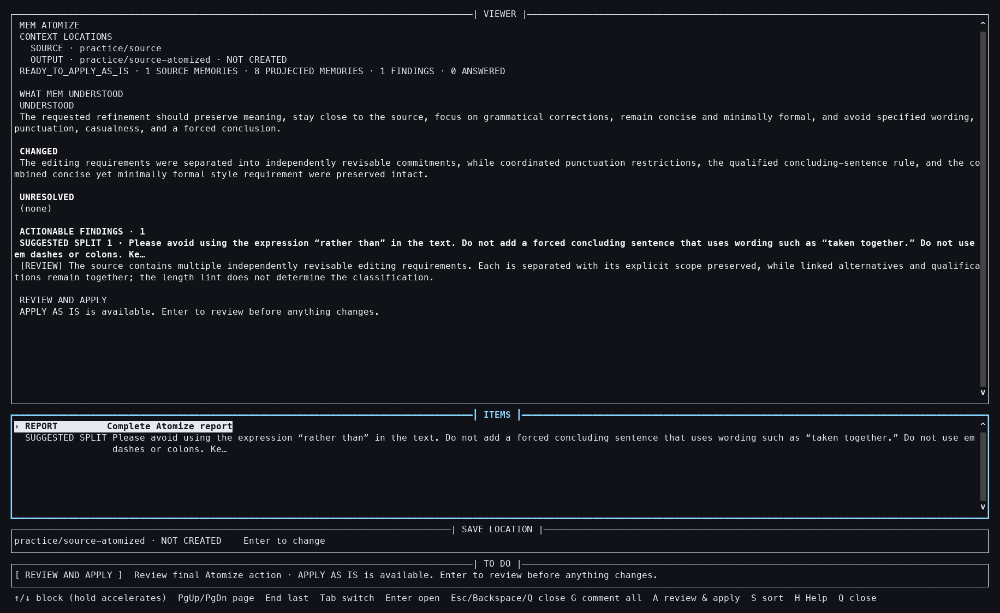 VIEWER
MEM ATOMIZE
CONTEXT LOCATIONS
SOURCE · practice/source
OUTPUT · practice/source-atomized · NOT CREATED
READY_TO_APPLY_AS_IS · 1 SOURCE MEMORIES · 8 PROJECTED MEMORIES · 1 FINDINGS · 0 ANSWERED
WHAT MEM UNDERSTOOD
UNDERSTOOD
The requested refinement should preserve meaning, stay close to the source, focus on grammatical corrections, remain concise and minimally formal, and avoid specified wording,
punctuation, casualness, and a forced conclusion.
CHANGED
The editing requirements were separated into independently revisable commitments, while coordinated punctuation restrictions, the qualified concluding-sentence rule, and the co
mbined concise yet minimally formal style requirement were preserved intact.
UNRESOLVED
(none)
ACTIONABLE FINDINGS · 1
SUGGESTED SPLIT 1 · Please avoid using the expression “rather than” in the text. Do not add a forced concluding sentence that uses wording such as “taken together.” Do not use
em dashes or colons. Ke…
[REVIEW] The source contains multiple independently revisable editing requirements. Each is separated with its explicit scope preserved, while linked alternatives and qualifica
tions remain together; the length lint does not determine the classification.
REVIEW AND APPLY
APPLY AS IS is available. Enter to review before anything changes.
ITEMS
› REPORT Complete Atomize report
SUGGESTED SPLIT Please avoid using the expression “rather than” in the text. Do not add a forced concluding sentence that uses wording such as “taken together.” Do not use em
dashes or colons. Ke…
SAVE LOCATION
practice/source-atomized · NOT CREATED Enter to change
TO DO
[ REVIEW AND APPLY ] Review final Atomize action · APPLY AS IS is available. Enter to review before anything changes.
↑/↓ block (hold accelerates) PgUp/PgDn page End last Tab switch Enter open Esc/Backspace/Q close G comment all A review & apply S sort H Help Q close